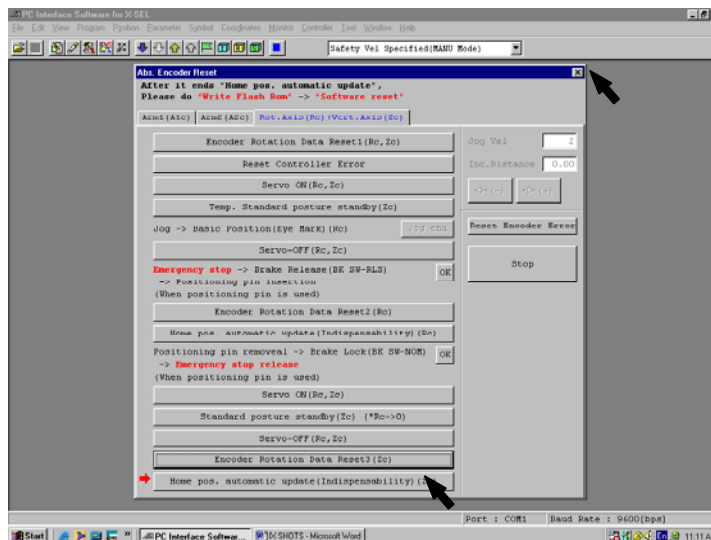 PC Interface Software for X-SEL
File Edit View Program Position Parameter Symbol Coordinates Monitor Controller Tool Window Help
Safety Vel Specified(MANU Mode)
Abs. Encoder Reset
After it ends "Home pos. automatic update",
Please do "Write Flash Rom" -> "Software reset"
Arm1(A1c) Arm2(A2c) Rot.Axis(Rc)+Vert.Axis(Zc)
Encoder Rotation Data Reset1(Rc,Zc)
Jog Vel 2
Reset Controller Error
Inc.Distance 0.00
Servo ON(Rc,Zc)
Temp. Standard posture standby(Zc)
Jog -> Basic Position(Eye Mark)(Rc) Jog end
Reset Encoder Error
Servo-OFF(Rc,Zc)
Stop
Emergency stop -> Brake Release(BK SW-RLS) OK
-> Positioning pin insertion
(When positioning pin is used)
Encoder Rotation Data Reset2(Rc)
Home pos. automatic update(Indispensability)(Rc)
Positioning pin removeal -> Brake Lock(BK SW-NOM) OK
-> Emergency stop release
(When positioning pin is used)
Servo ON(Rc,Zc)
Standard posture standby(Zc) (*Rc->0)
Servo-OFF(Rc,Zc)
Encoder Rotation Data Reset3(Zc)
Home pos. automatic update(Indispensability)
Port : COM1 Baud Rate : 9600[bps]
Start PC Interface Softwar... IX SHOTS - Microsoft Word 11:11 A